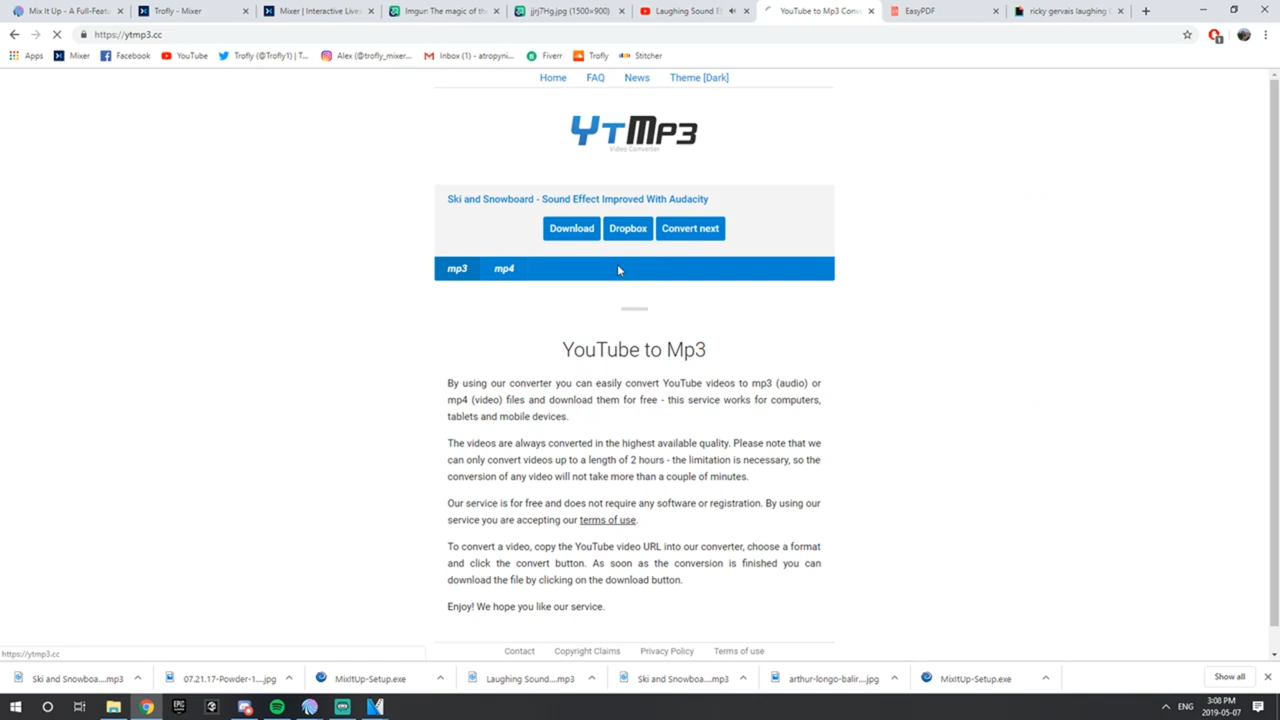 Mix It Up - A Full-Featu
Trofly - Mixer
Mixer | Interactive Live
Imgur: The magic of the
jjrj7Hg.jpg (1500×900)
Laughing Sound E
YouTube to Mp3 Conv
EasyPDF
ricky gervais laughing
https://ytmp3.cc
Apps
Mixer
Facebook
YouTube
Trofly (@Trofly1) | T...
Alex (@trofly_mixer...
Inbox (1) - atropyni...
Fiverr
Trofly
Stitcher
Home
FAQ
News
Theme [Dark]
YTMP3
Video Converter
Ski and Snowboard - Sound Effect Improved With Audacity
Download
Dropbox
Convert next
mp3
mp4
YouTube to Mp3
By using our converter you can easily convert YouTube videos to mp3 (audio) or
mp4 (video) files and download them for free - this service works for computers,
tablets and mobile devices.
The videos are always converted in the highest available quality. Please note that we
can only convert videos up to a length of 2 hours - the limitation is necessary, so the
conversion of any video will not take more than a couple of minutes.
Our service is for free and does not require any software or registration. By using our
service you are accepting our terms of use.
To convert a video, copy the YouTube video URL into our converter, choose a format
and click the convert button. As soon as the conversion is finished you can
download the file by clicking on the download button.
Enjoy! We hope you like our service.
Contact
Copyright Claims
Privacy Policy
Terms of use
https://ytmp3.cc
Ski and Snowboa....mp3
07.21.17-Powder-1....jpg
MixItUp-Setup.exe
Laughing Sound....mp3
Ski and Snowboa....mp3
arthur-longo-balir....jpg
MixItUp-Setup.exe
Show all
ENG
3:08 PM
2019-05-07